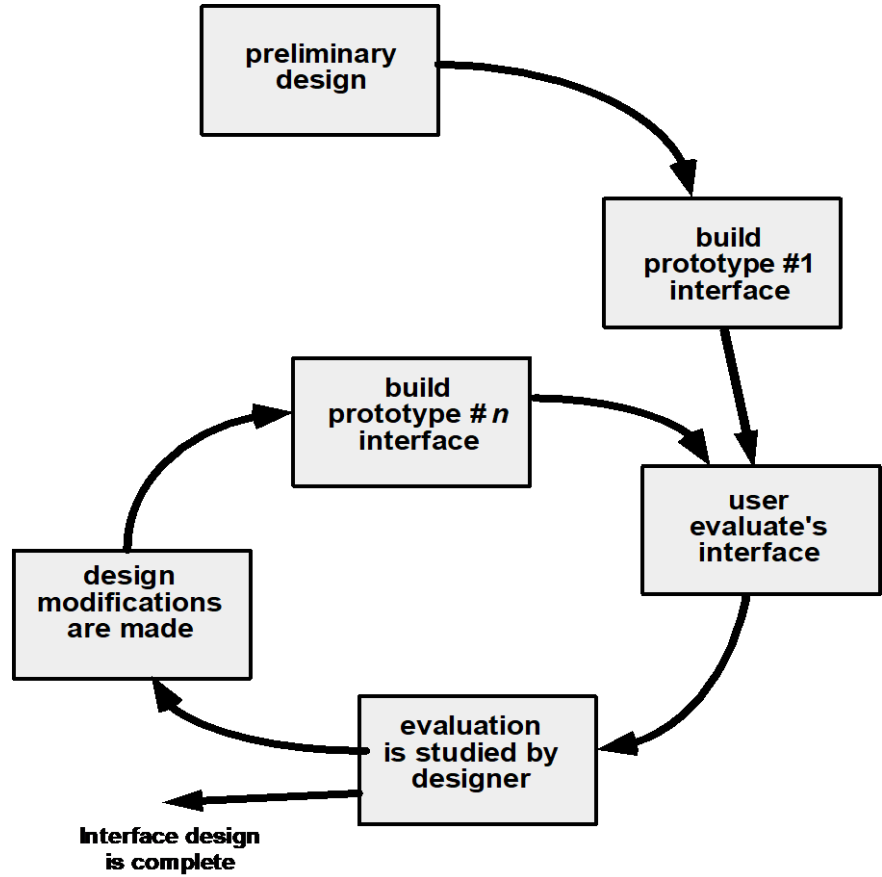 preliminary
design
build
prototype #1
interface
build
prototype # n
interface
user
evaluate's
interface
design
modifications
are made
evaluation
is studied by
designer
Interface design
is complete